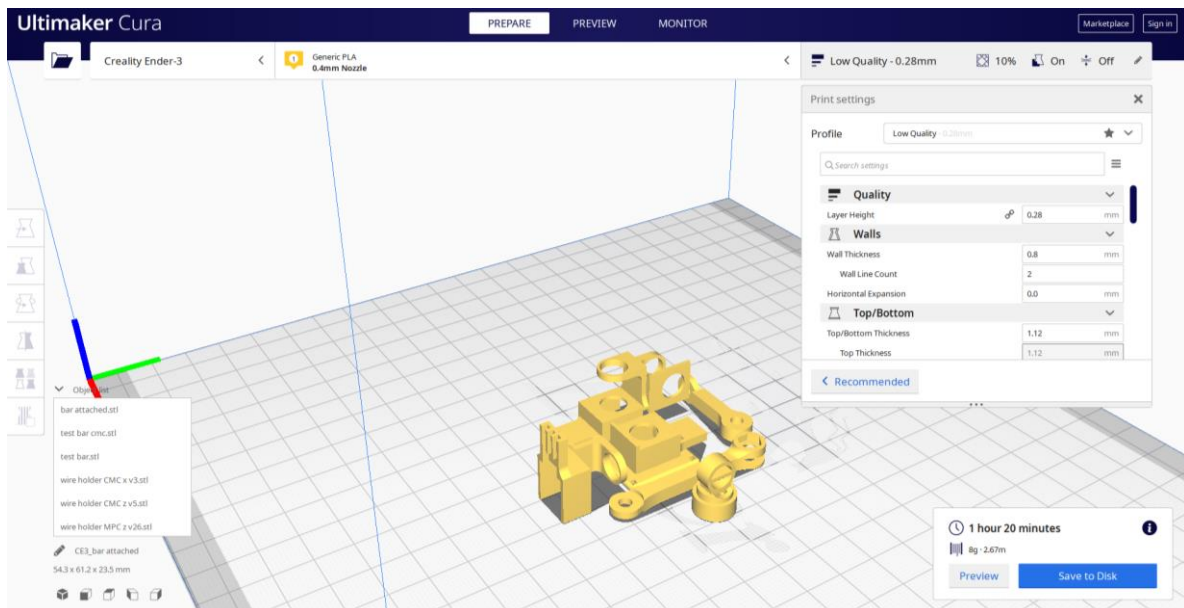 Ultimaker Cura
PREPARE PREVIEW MONITOR
Marketplace Sign in
Creality Ender-3
1
Generic PLA
0.4mm Nozzle
Low Quality - 0.28mm 10% On Off
Print settings
Profile Low Quality - 0.28mm
Search settings
Quality
Layer Height 0.28 mm
Walls
Wall Thickness 0.8 mm
Wall Line Count 2
Horizontal Expansion 0.0 mm
Top/Bottom
Top/Bottom Thickness 1.12 mm
Top Thickness 1.12 mm
Recommended
Object list
bar attached.stl
test bar cmc.stl
test bar.stl
wire holder CMC x v3.stl
wire holder CMC z v5.stl
wire holder MPC z v26.stl
CE3_bar attached
54.3 x 61.2 x 23.5 mm
1 hour 20 minutes
8g · 2.67m
Preview Save to Disk